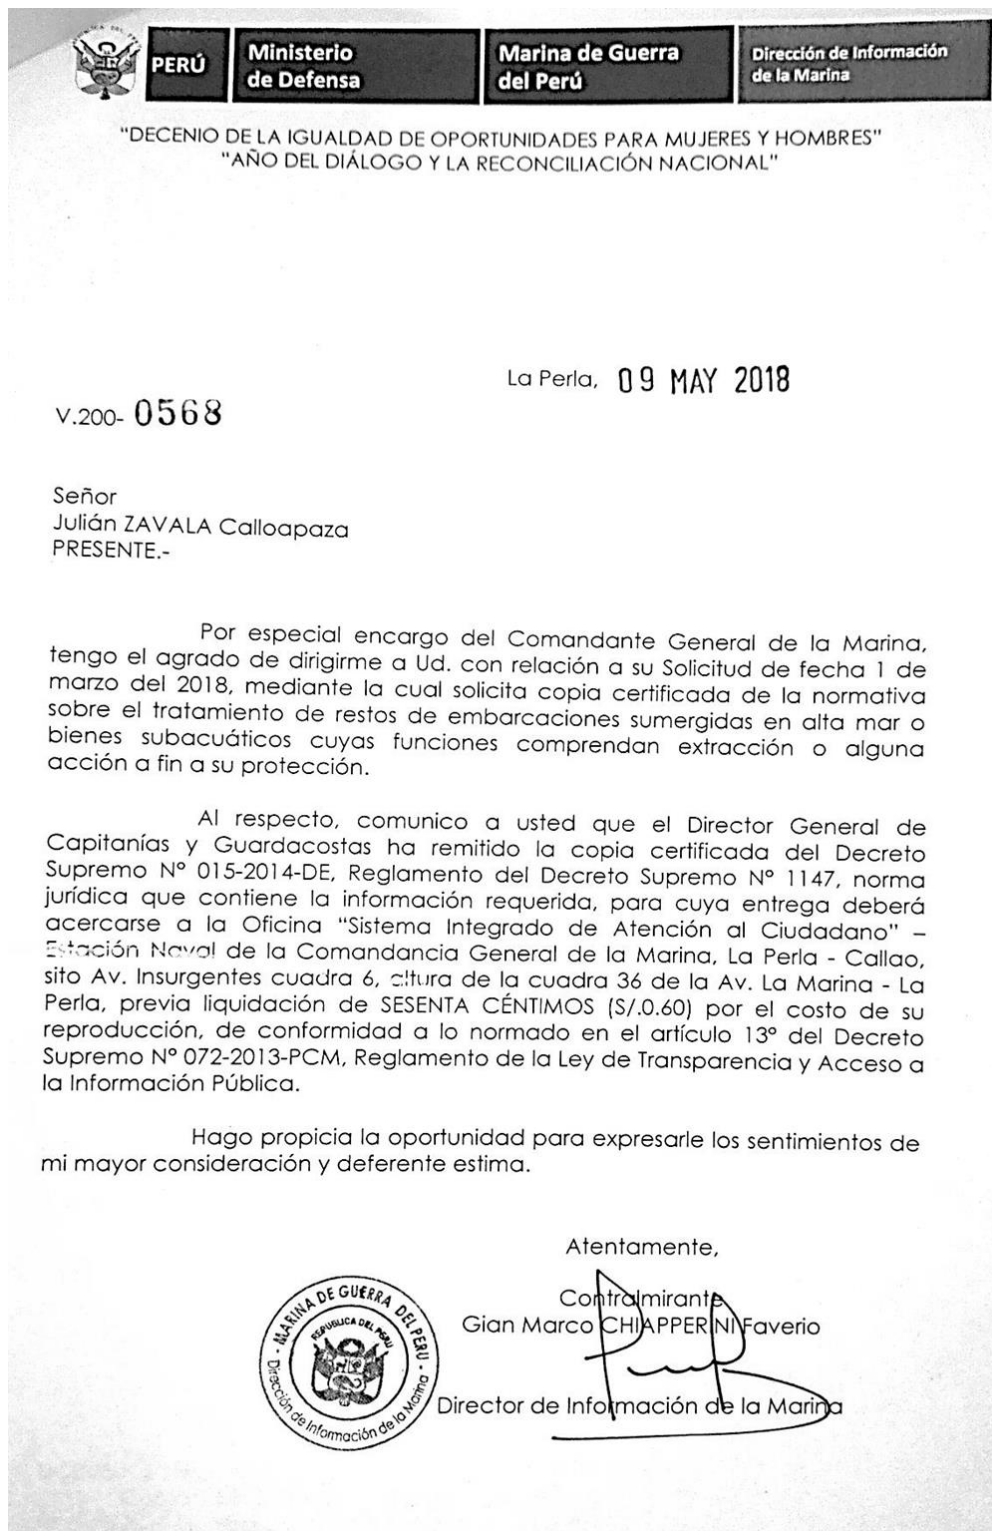 PERÚ
Ministerio
de Defensa
Marina de Guerra
del Perú
Dirección de Información
de la Marina
"DECENIO DE LA IGUALDAD DE OPORTUNIDADES PARA MUJERES Y HOMBRES"
"AÑO DEL DIÁLOGO Y LA RECONCILIACIÓN NACIONAL"
La Perla, 09 MAY 2018
V.200- 0568
Señor
Julián ZAVALA Calloapaza
PRESENTE.-
Por especial encargo del Comandante General de la Marina,
tengo el agrado de dirigirme a Ud. con relación a su Solicitud de fecha 1 de
marzo del 2018, mediante la cual solicita copia certificada de la normativa
sobre el tratamiento de restos de embarcaciones sumergidas en alta mar o
bienes subacuáticos cuyas funciones comprendan extracción o alguna
acción a fin a su protección.
Al respecto, comunico a usted que el Director General de
Capitanías y Guardacostas ha remitido la copia certificada del Decreto
Supremo Nº 015-2014-DE, Reglamento del Decreto Supremo Nº 1147, norma
jurídica que contiene la información requerida, para cuya entrega deberá
acercarse a la Oficina "Sistema Integrado de Atención al Ciudadano" –
Estación Naval de la Comandancia General de la Marina, La Perla - Callao,
sito Av. Insurgentes cuadra 6, altura de la cuadra 36 de la Av. La Marina - La
Perla, previa liquidación de SESENTA CÉNTIMOS (S/.0.60) por el costo de su
reproducción, de conformidad a lo normado en el artículo 13º del Decreto
Supremo Nº 072-2013-PCM, Reglamento de la Ley de Transparencia y Acceso a
la Información Pública.
Hago propicia la oportunidad para expresarle los sentimientos de
mi mayor consideración y deferente estima.
Atentamente,
Contralmirante
Gian Marco CHIAPPERINI Faverio
Director de Información de la Marina
- MARINA DE GUERRA DEL PERU -
REPUBLICA DEL PERU
Dirección de Información de la Marina